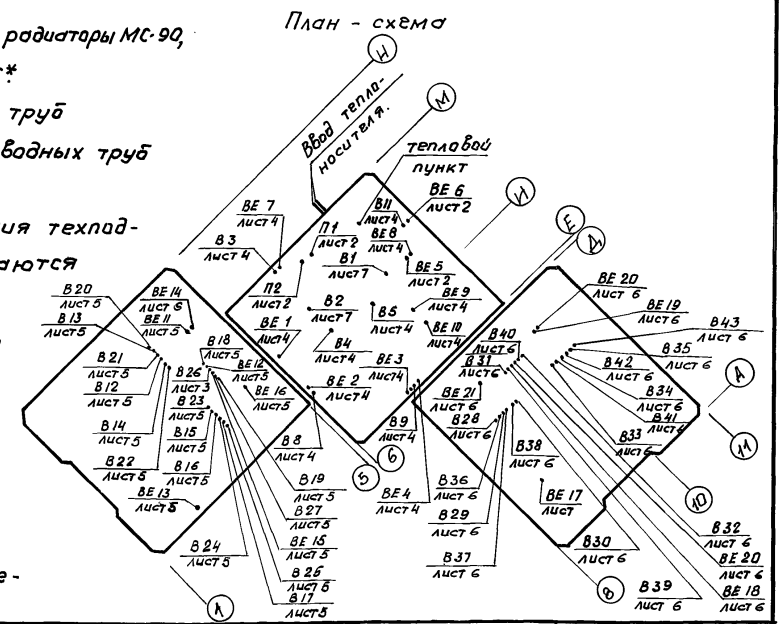 План - схема
радиаторы МС-90,
г*
труб
водных труб
ия техпод-
аются
е-
Н
Ввод тепло-
носителя.
М
тепловой
пункт
И
Е
Д
ВЕ 7
лист 4
В 3
лист 4
П1
лист 2
П2
лист 2
В11
лист 4
ВЕ 6
лист 2
ВЕ 8
лист 4
ВЕ 5
лист 2
В1
лист 7
В2
лист 7
В5
лист 4
ВЕ 9
лист 4
ВЕ 10
лист 4
ВЕ 1
лист 4
В4
лист 4
ВЕ 2
лист 4
ВЕ 3
лист 4
В 8
лист 4
В9
лист 4
ВЕ 4
лист 4
5
6
В 20
лист 5
В 13
лист 5
ВЕ 14
лист 6
ВЕ 11
лист 5
В 18
лист 5
ВЕ 12
лист 5
В 21
лист 5
В 12
лист 5
В 26
лист 3
ВЕ 16
лист 5
В 23
лист 5
В 14
лист 5
В 15
лист 5
В 22
лист 5
В 16
лист 5
ВЕ 13
лист 5
В 24
лист 5
В 19
лист 5
В 27
лист 5
ВЕ 15
лист 5
В 25
лист 5
В 17
лист 5
А
ВЕ 20
лист 6
ВЕ 19
лист 6
В 43
лист 6
В 40
лист 6
В 31
лист 6
В 35
лист 6
В 42
лист 6
В 34
лист 6
В 41
лист 6
ВЕ 21
лист 6
В 28
лист 6
В 33
лист 6
В 38
лист 6
В 36
лист 6
В 29
лист 6
В 37
лист 6
ВЕ 17
лист
В 30
лист 6
В 32
лист 6
ВЕ 20
лист 6
ВЕ 18
лист 6
В 39
лист 6
А
11
10
8